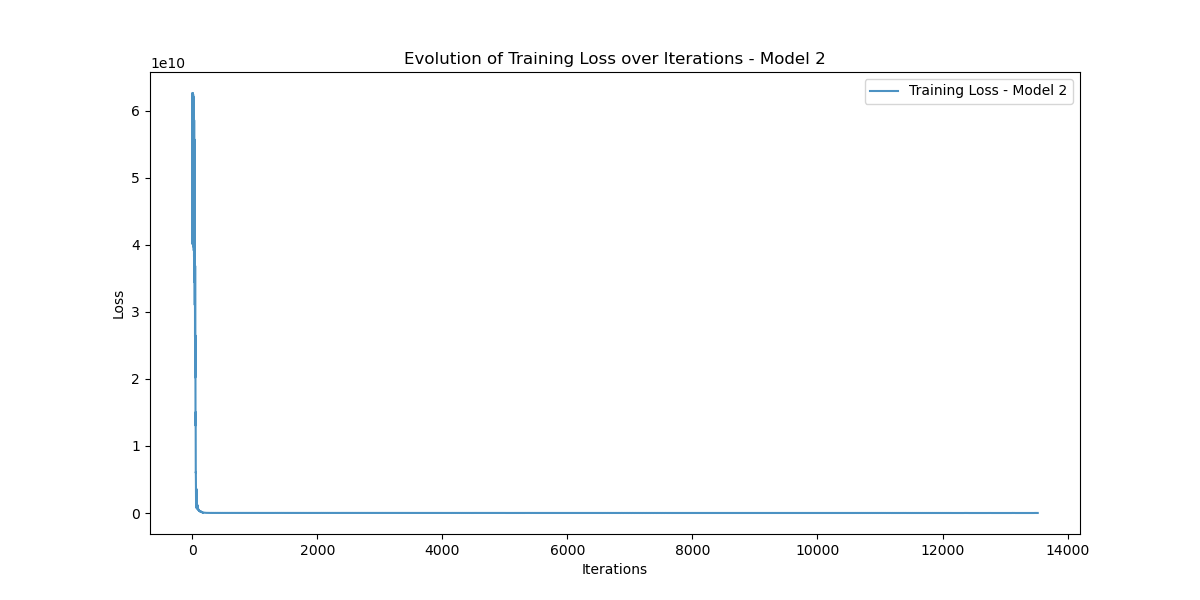 Evolution of Training Loss over Iterations - Model 2
1e10
Training Loss - Model 2
6
5
4
3
2
1
0
Loss
0 2000 4000 6000 8000 10000 12000 14000
Iterations